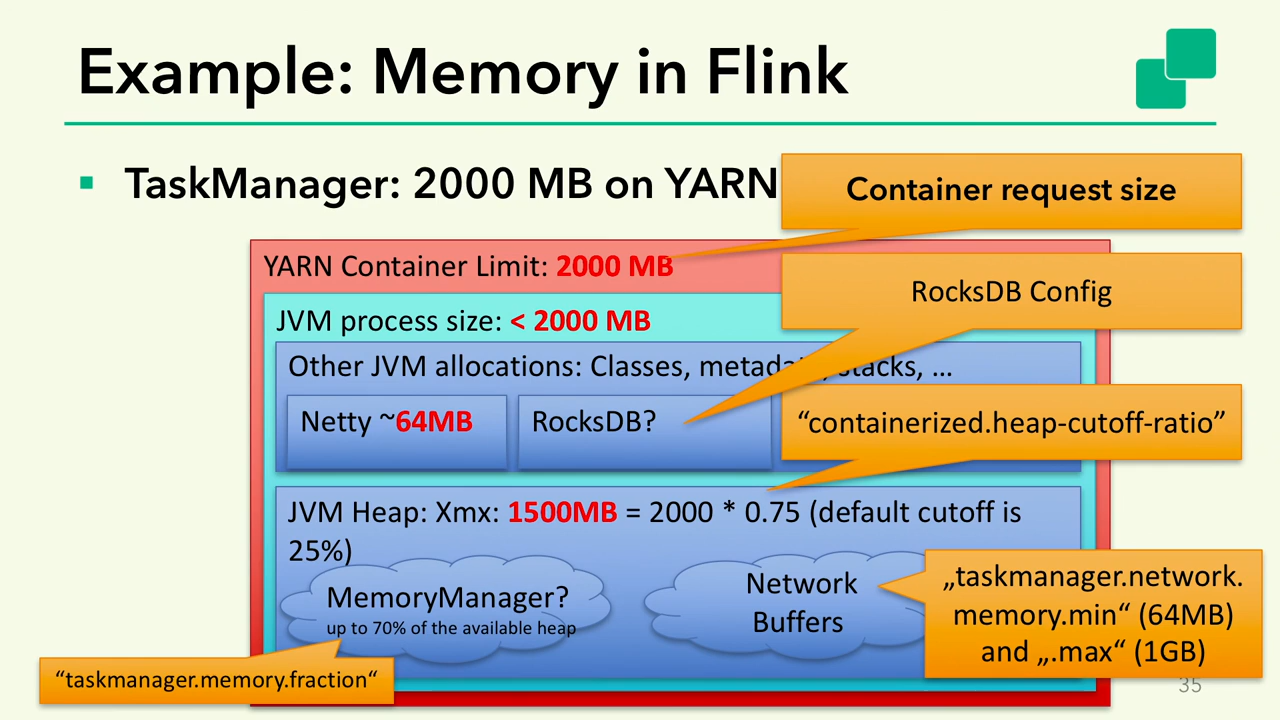 Example: Memory in Flink
▪ TaskManager: 2000 MB on YARN
Container request size
YARN Container Limit: 2000 MB
RocksDB Config
JVM process size: < 2000 MB
Other JVM allocations: Classes, metadata, stacks, …
Netty ~64MB
RocksDB?
“containerized.heap-cutoff-ratio”
JVM Heap: Xmx: 1500MB = 2000 * 0.75 (default cutoff is
25%)
MemoryManager?
up to 70% of the available heap
Network
Buffers
„taskmanager.network.
memory.min“ (64MB)
and „.max“ (1GB)
“taskmanager.memory.fraction“
35